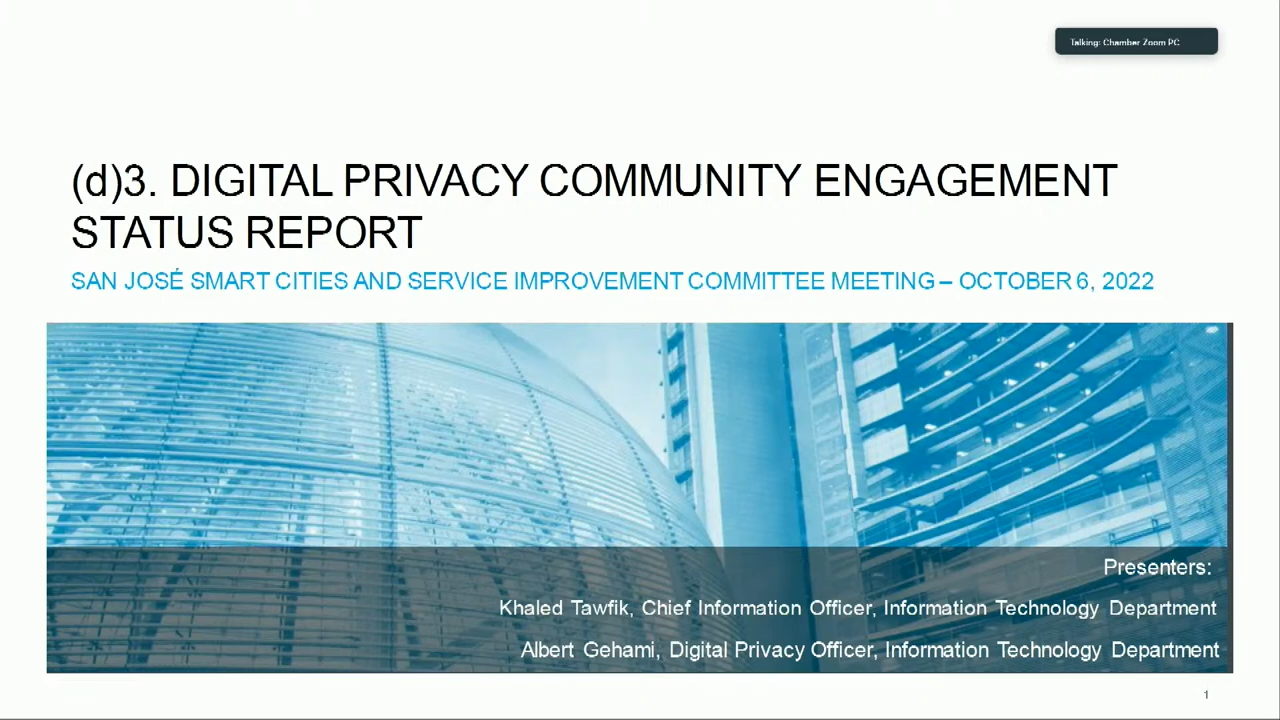 Talking: Chamber Zoom PC
(d)3. DIGITAL PRIVACY COMMUNITY ENGAGEMENT
STATUS REPORT
SAN JOSÉ SMART CITIES AND SERVICE IMPROVEMENT COMMITTEE MEETING – OCTOBER 6, 2022
Presenters:
Khaled Tawfik, Chief Information Officer, Information Technology Department
Albert Gehami, Digital Privacy Officer, Information Technology Department
1